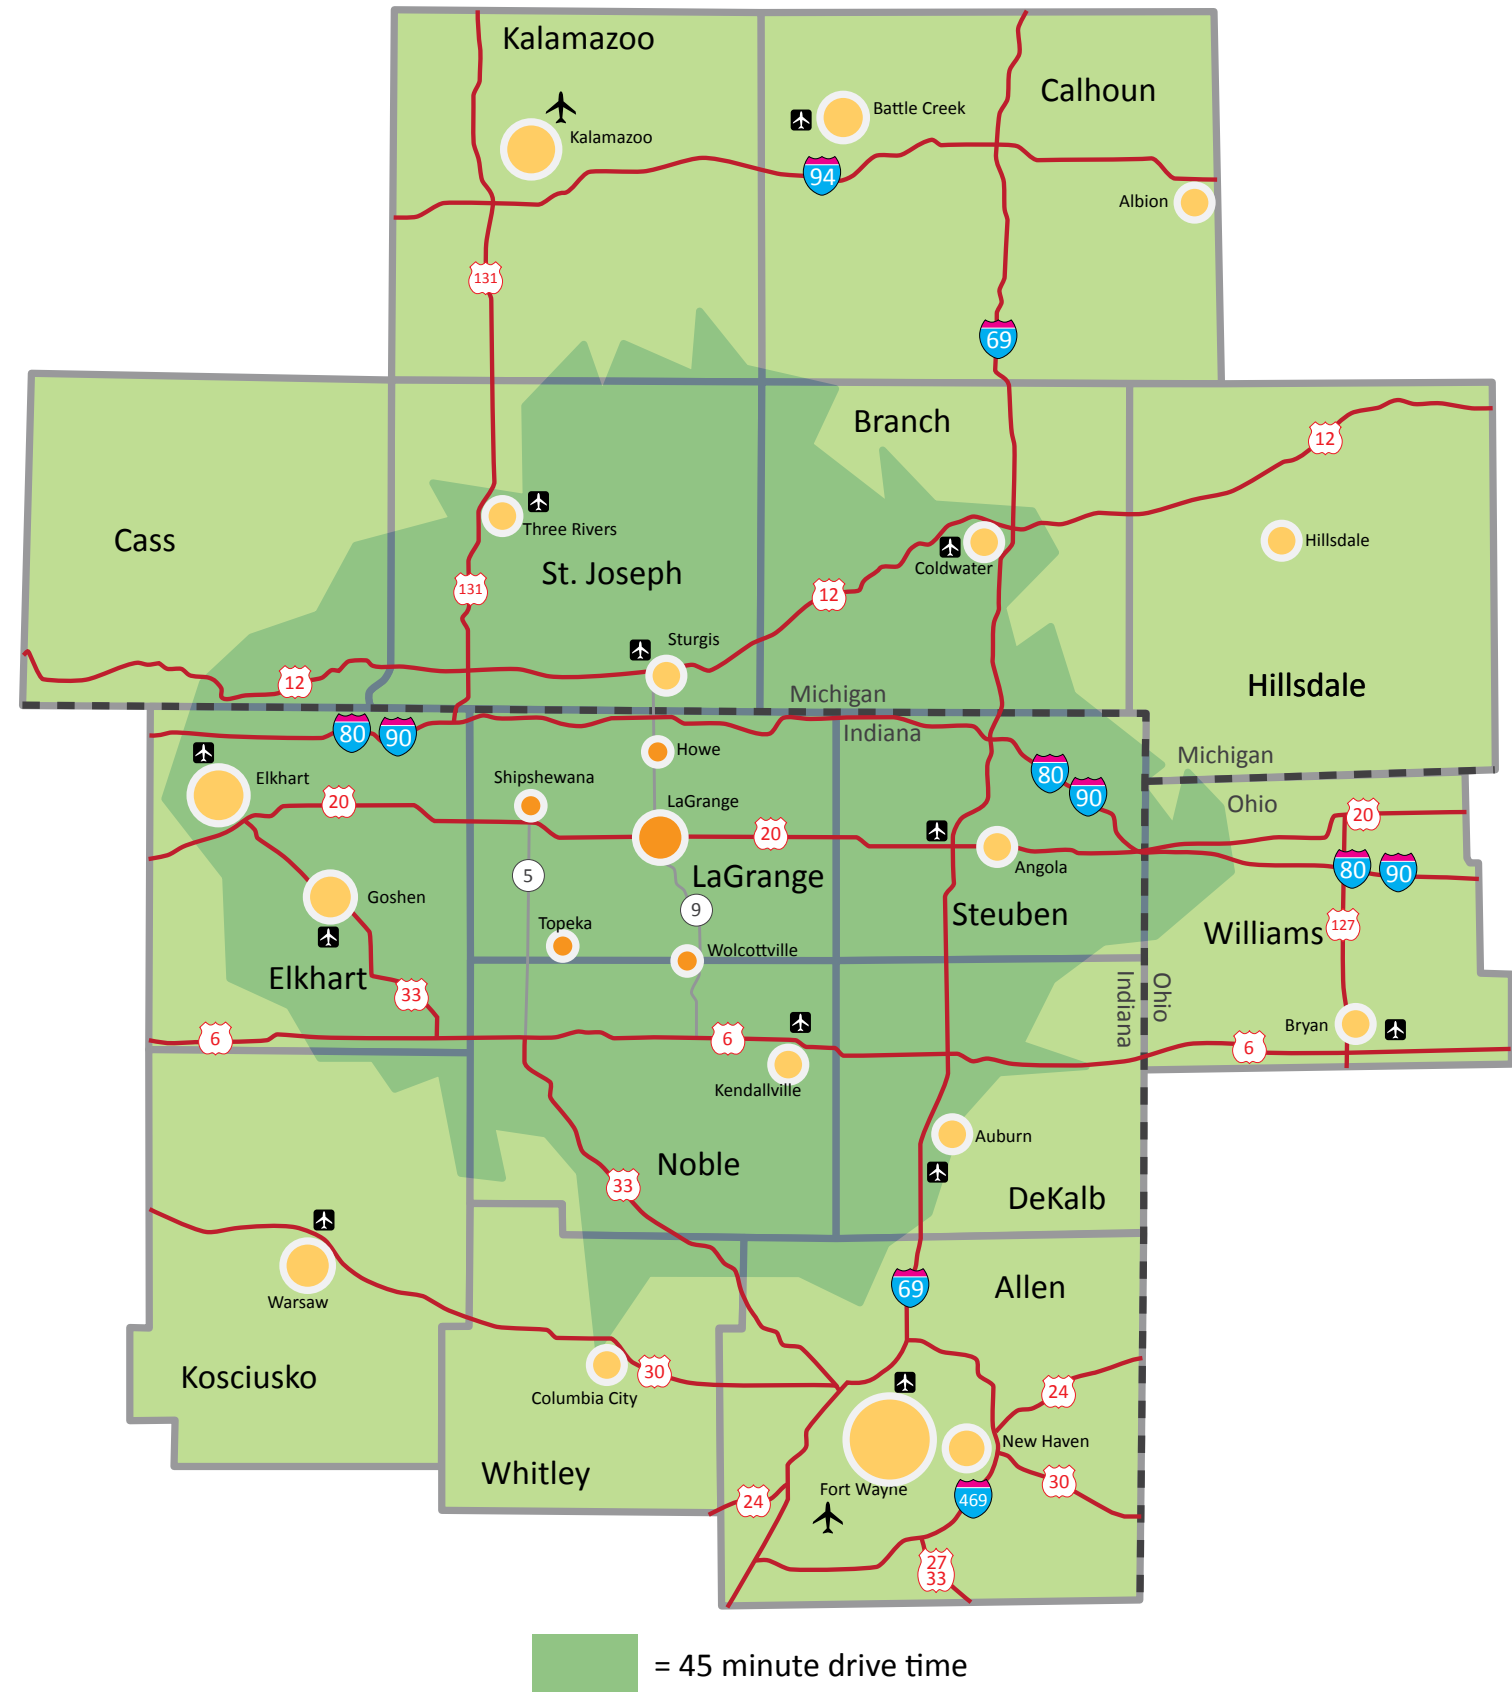 Kalamazoo
Calhoun
Battle Creek
Kalamazoo
94
Albion
131
69
Branch
12
Cass
Three Rivers
Hillsdale
St. Joseph
Coldwater
131
12
Sturgis
12
Hillsdale
Michigan
Indiana
80
90
Howe
Michigan
Elkhart
Shipshewana
80
90
20
LaGrange
Ohio
20
20
Angola
80
90
5
LaGrange
Goshen
9
Steuben
Williams
127
Topeka
Wolcottville
Elkhart
33
Indiana
Ohio
Bryan
6
6
6
Kendallville
Auburn
Noble
33
DeKalb
69
Allen
Warsaw
Kosciusko
30
Columbia City
24
New Haven
Whitley
Fort Wayne
30
24
469
27
33
= 45 minute drive time